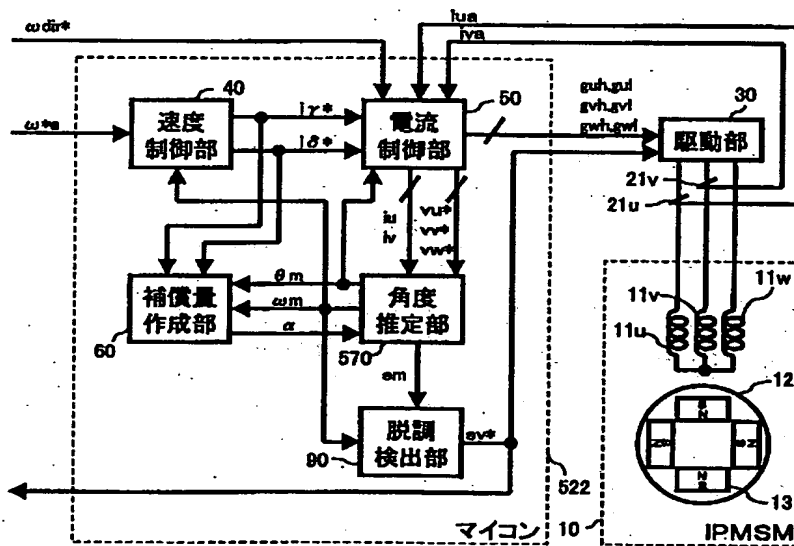 ωdir*
iua
iva
40
50
guh,gul
gvh,gvl
gwh,gwl
30
ω*s
速度
制御部
iγ*
iδ*
電流
制御部
駆動部
21v
21u
iu
iv
vu*
vv*
vw*
θm
ωm
α
補償量
作成部
60
角度
推定部
570
11w
11v
11u
12
εm
脱調
検出部
90
sv*
522
13
マイコン
10
IPMSM